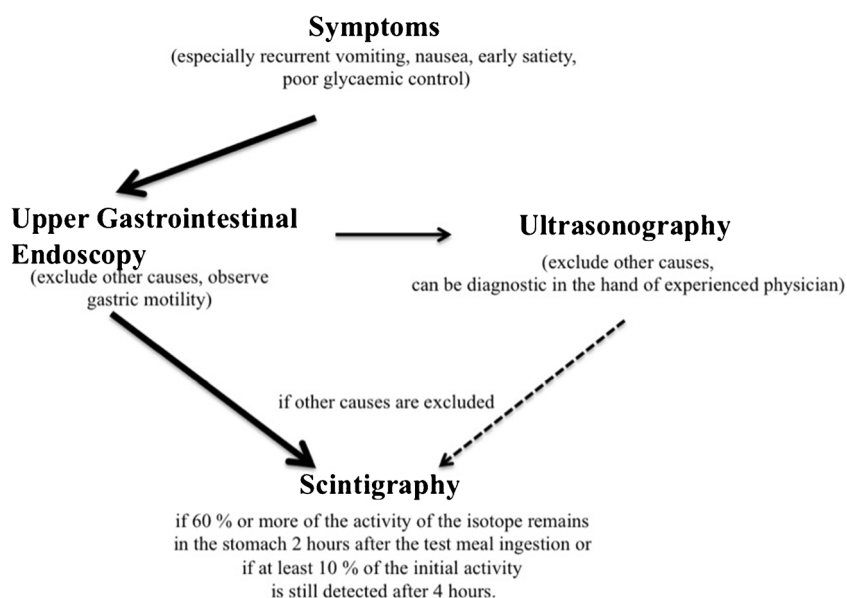 Symptoms
(especially recurrent vomiting, nausea, early satiety,
poor glycaemic control)
Upper Gastrointestinal
Endoscopy
(exclude other causes, observe
gastric motility)
Ultrasonography
(exclude other causes,
can be diagnostic in the hand of experienced physician)
if other causes are excluded
Scintigraphy
if 60 % or more of the activity of the isotope remains
in the stomach 2 hours after the test meal ingestion or
if at least 10 % of the initial activity
is still detected after 4 hours.